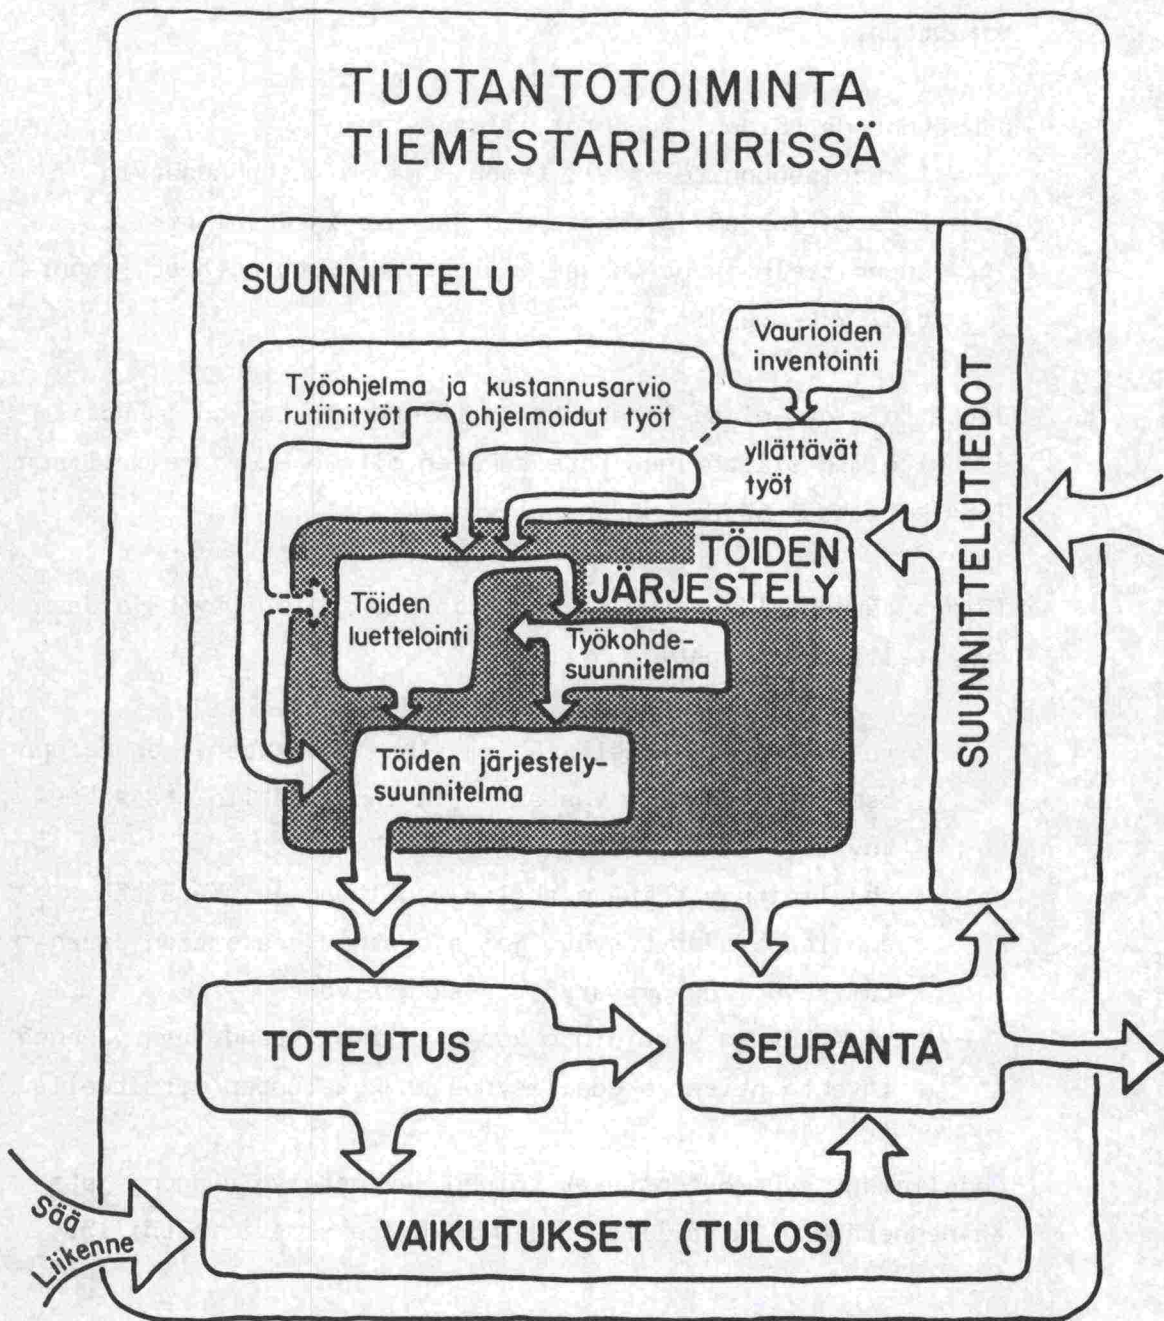 TUOTANTOTOIMINTA
TIEMESTARIPIIRISSÄ
SUUNNITTELU
Vaurioiden
inventointi
Työohjelma ja kustannusarvio
rutiinityöt ohjelmoidut työt
yllättävät
työt
SUUNNITTELUTIEDOT
TÖIDEN
JÄRJESTELY
Töiden
luettelointi
Työkohde-
suunnitelma
Töiden järjestely-
suunnitelma
TOTEUTUS
SEURANTA
Sää
Liikenne
VAIKUTUKSET (TULOS)